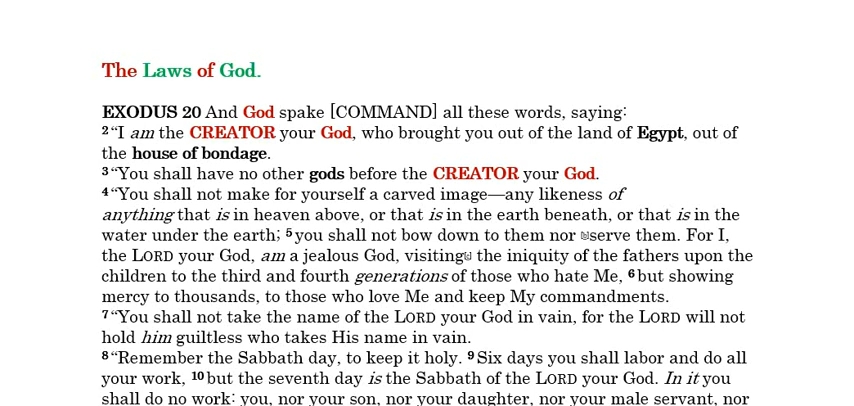 The Laws of God.
EXODUS 20 And God spake [COMMAND] all these words, saying:
2 “I am the CREATOR your God, who brought you out of the land of Egypt, out of
the house of bondage.
3 “You shall have no other gods before the CREATOR your God.
4 “You shall not make for yourself a carved image—any likeness of
anything that is in heaven above, or that is in the earth beneath, or that is in the
water under the earth; 5 you shall not bow down to them nor serve them. For I,
the LORD your God, am a jealous God, visiting the iniquity of the fathers upon the
children to the third and fourth generations of those who hate Me, 6 but showing
mercy to thousands, to those who love Me and keep My commandments.
7 “You shall not take the name of the LORD your God in vain, for the LORD will not
hold him guiltless who takes His name in vain.
8 “Remember the Sabbath day, to keep it holy. 9 Six days you shall labor and do all
your work, 10 but the seventh day is the Sabbath of the LORD your God. In it you
shall do no work: you, nor your son, nor your daughter, nor your male servant, nor